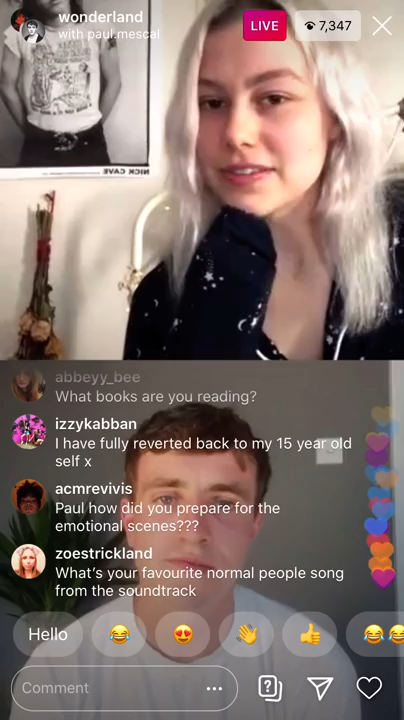 wonderland
with paul.mescal
LIVE
7,347
NICK CAVE
abbeyy_bee
What books are you reading?
izzykabban
I have fully reverted back to my 15 year old
self x
acmrevivis
Paul how did you prepare for the
emotional scenes???
zoestrickland
What's your favourite normal people song
from the soundtrack
Hello
Comment